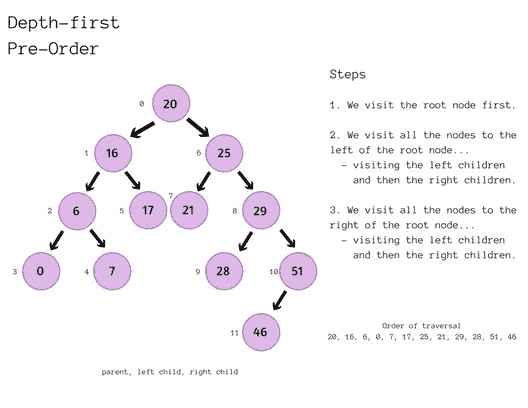 Depth-first
Pre-Order
Steps
1. We visit the root node first.
2. We visit all the nodes to the
left of the root node...
- visiting the left children
and then the right children.
3. We visit all the nodes to the
right of the root node...
- visiting the left children
and then the right children.
0 20
1 16
6 25
2 6
5 17
7 21
8 29
3 0
4 7
9 28
10 51
11 46
Order of traversal
20, 16, 6, 0, 7, 17, 25, 21, 29, 28, 51, 46
parent, left child, right child